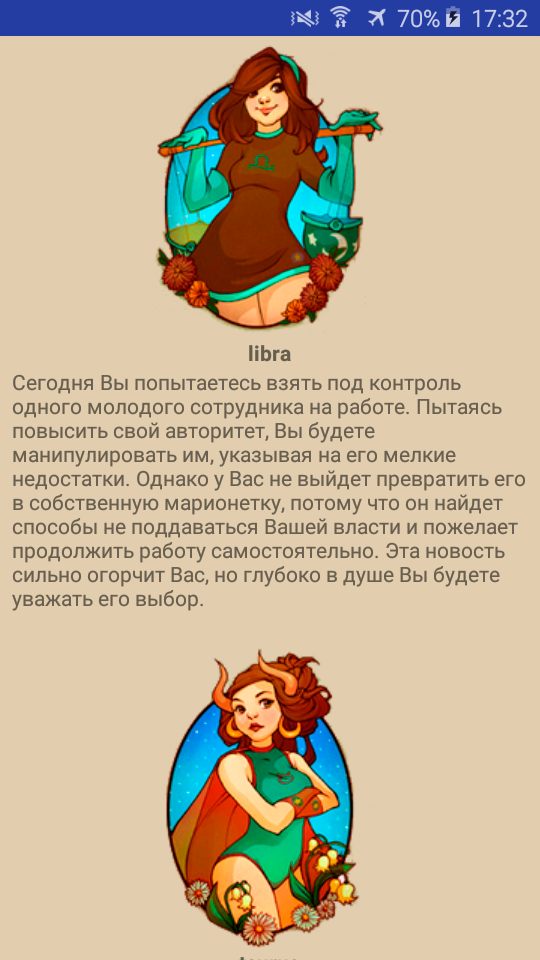 70% 17:32
libra
Сегодня Вы попытаетесь взять под контроль
одного молодого сотрудника на работе. Пытаясь
повысить свой авторитет, Вы будете
манипулировать им, указывая на его мелкие
недостатки. Однако у Вас не выйдет превратить его
в собственную марионетку, потому что он найдет
способы не поддаваться Вашей власти и пожелает
продолжить работу самостоятельно. Эта новость
сильно огорчит Вас, но глубоко в душе Вы будете
уважать его выбор.